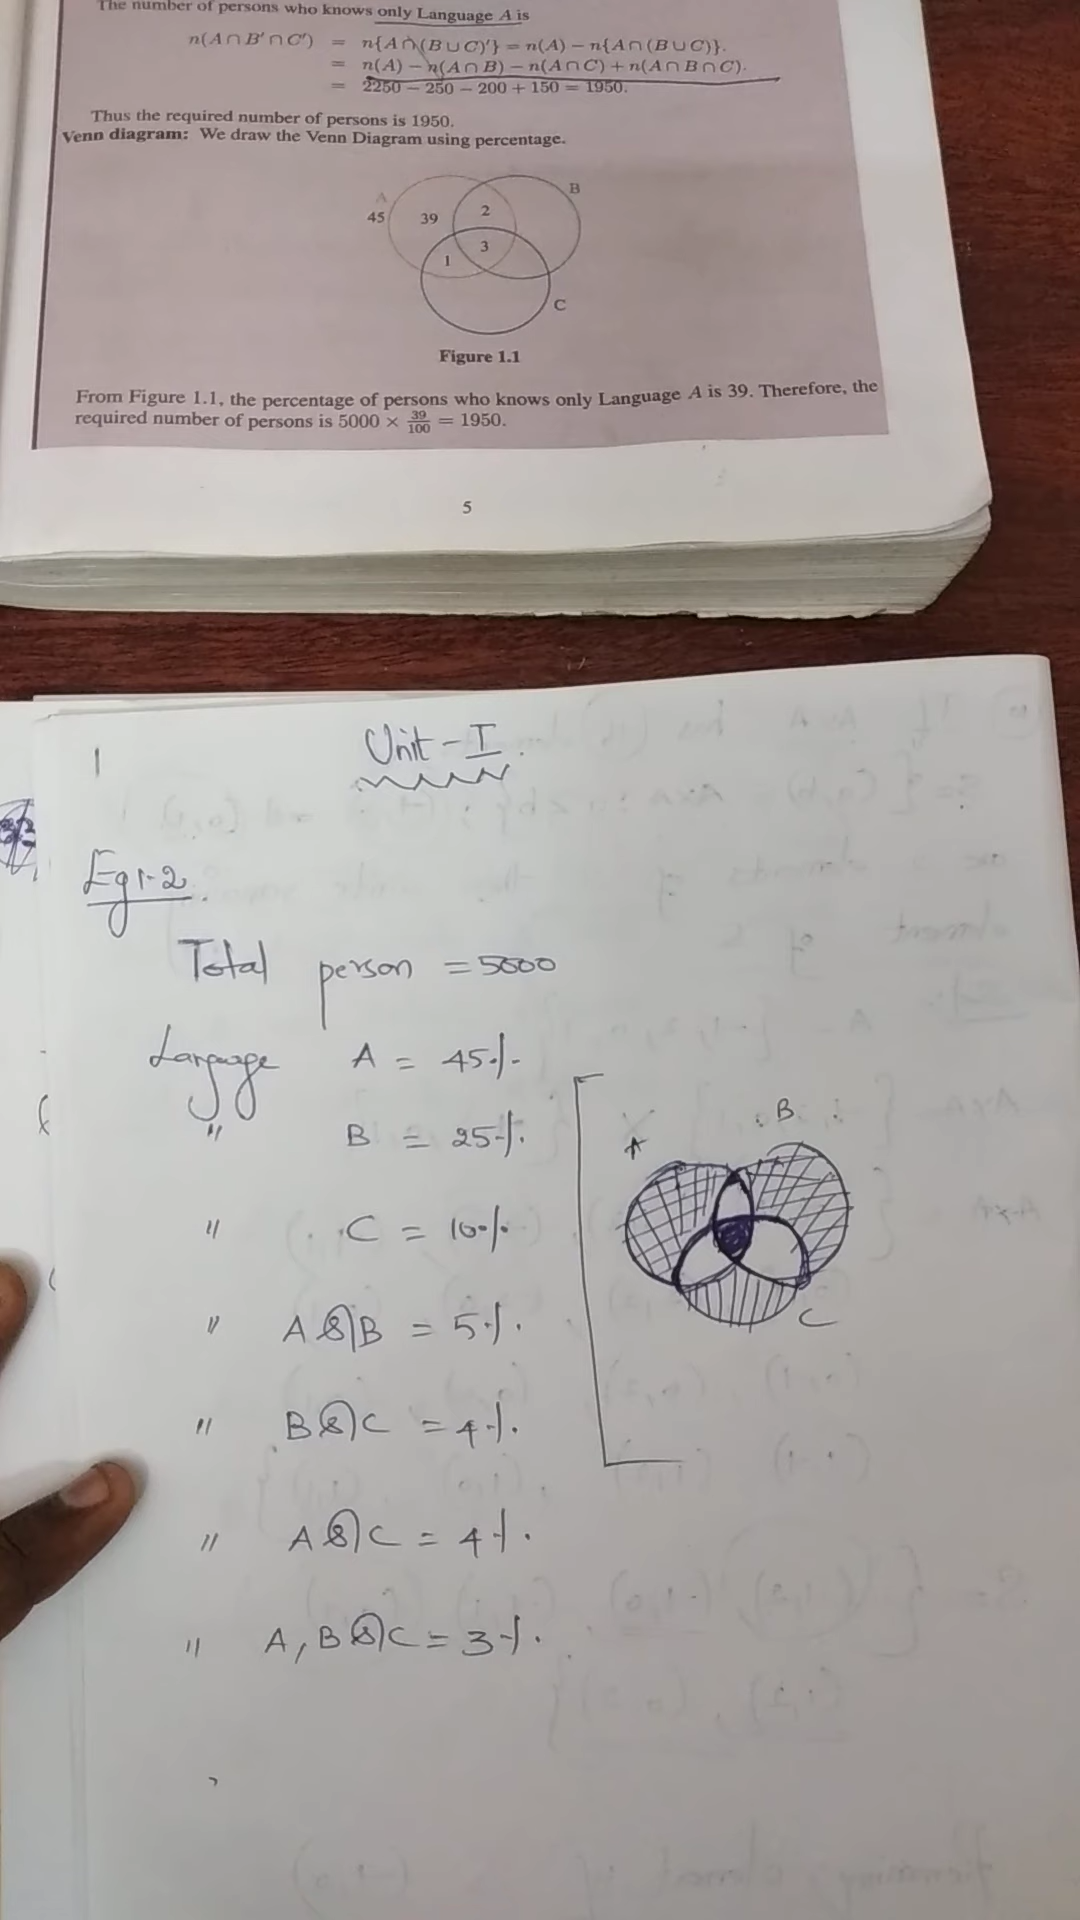 The number of persons who knows only Language A is
n(A∩B′∩C′) = n{A∩(B∪C)′} = n(A) − n{A∩(B∪C)}.
= n(A) − n(A∩B) − n(A∩C) + n(A∩B∩C).
= 2250 − 250 − 200 + 150 = 1950.
Thus the required number of persons is 1950.
Venn diagram: We draw the Venn Diagram using percentage.
A
B
45
39
2
3
1
C
Figure 1.1
From Figure 1.1, the percentage of persons who knows only Language A is 39. Therefore, the
required number of persons is 5000 × 39/100 = 1950.
5
1
Unit - I.
Eg 1-2.
Total person = 5000
Language A = 45%
" B = 25%.
" C = 10%
" A & B = 5%.
" B & C = 4%.
" A & C = 4%.
" A, B & C = 3%.
A
B
C